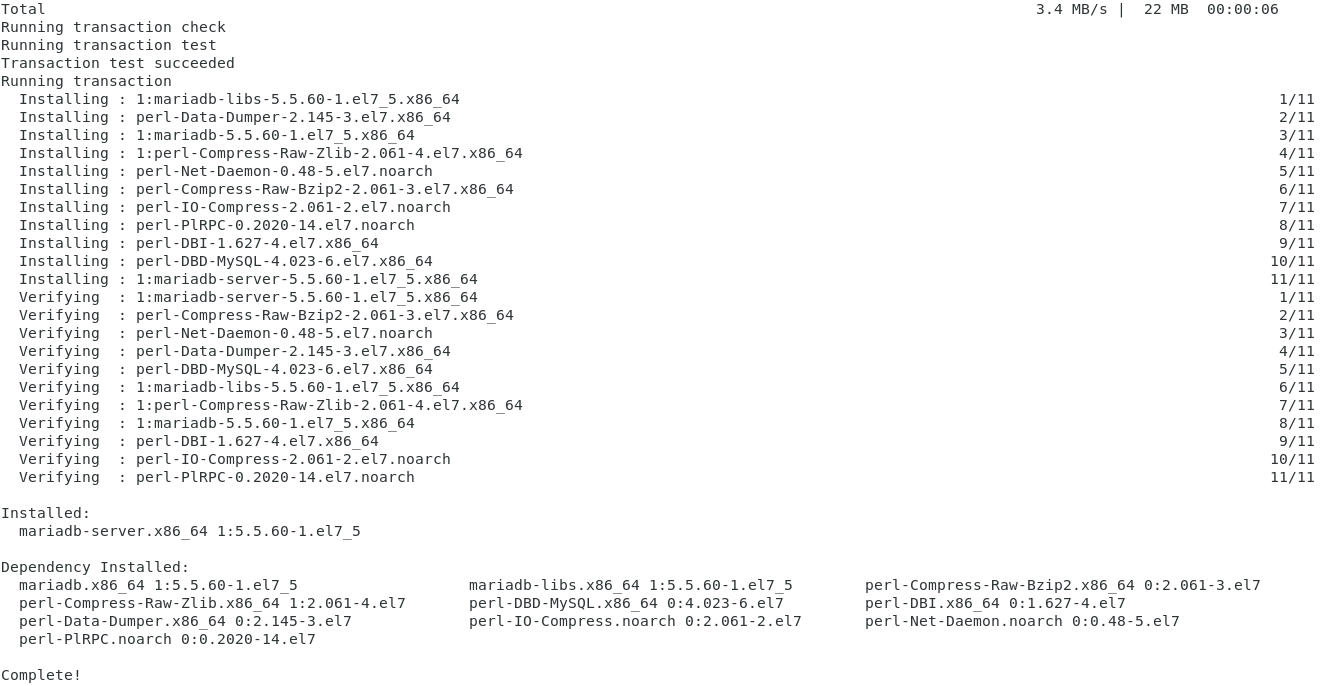 Total 3.4 MB/s | 22 MB 00:00:06
Running transaction check
Running transaction test
Transaction test succeeded
Running transaction
  Installing : 1:mariadb-libs-5.5.60-1.el7_5.x86_64 1/11
  Installing : perl-Data-Dumper-2.145-3.el7.x86_64 2/11
  Installing : 1:mariadb-5.5.60-1.el7_5.x86_64 3/11
  Installing : 1:perl-Compress-Raw-Zlib-2.061-4.el7.x86_64 4/11
  Installing : perl-Net-Daemon-0.48-5.el7.noarch 5/11
  Installing : perl-Compress-Raw-Bzip2-2.061-3.el7.x86_64 6/11
  Installing : perl-IO-Compress-2.061-2.el7.noarch 7/11
  Installing : perl-PlRPC-0.2020-14.el7.noarch 8/11
  Installing : perl-DBI-1.627-4.el7.x86_64 9/11
  Installing : perl-DBD-MySQL-4.023-6.el7.x86_64 10/11
  Installing : 1:mariadb-server-5.5.60-1.el7_5.x86_64 11/11
  Verifying  : 1:mariadb-server-5.5.60-1.el7_5.x86_64 1/11
  Verifying  : perl-Compress-Raw-Bzip2-2.061-3.el7.x86_64 2/11
  Verifying  : perl-Net-Daemon-0.48-5.el7.noarch 3/11
  Verifying  : perl-Data-Dumper-2.145-3.el7.x86_64 4/11
  Verifying  : perl-DBD-MySQL-4.023-6.el7.x86_64 5/11
  Verifying  : 1:mariadb-libs-5.5.60-1.el7_5.x86_64 6/11
  Verifying  : 1:perl-Compress-Raw-Zlib-2.061-4.el7.x86_64 7/11
  Verifying  : 1:mariadb-5.5.60-1.el7_5.x86_64 8/11
  Verifying  : perl-DBI-1.627-4.el7.x86_64 9/11
  Verifying  : perl-IO-Compress-2.061-2.el7.noarch 10/11
  Verifying  : perl-PlRPC-0.2020-14.el7.noarch 11/11

Installed:
  mariadb-server.x86_64 1:5.5.60-1.el7_5

Dependency Installed:
  mariadb.x86_64 1:5.5.60-1.el7_5 mariadb-libs.x86_64 1:5.5.60-1.el7_5 perl-Compress-Raw-Bzip2.x86_64 0:2.061-3.el7
  perl-Compress-Raw-Zlib.x86_64 1:2.061-4.el7 perl-DBD-MySQL.x86_64 0:4.023-6.el7 perl-DBI.x86_64 0:1.627-4.el7
  perl-Data-Dumper.x86_64 0:2.145-3.el7 perl-IO-Compress.noarch 0:2.061-2.el7 perl-Net-Daemon.noarch 0:0.48-5.el7
  perl-PlRPC.noarch 0:0.2020-14.el7

Complete!